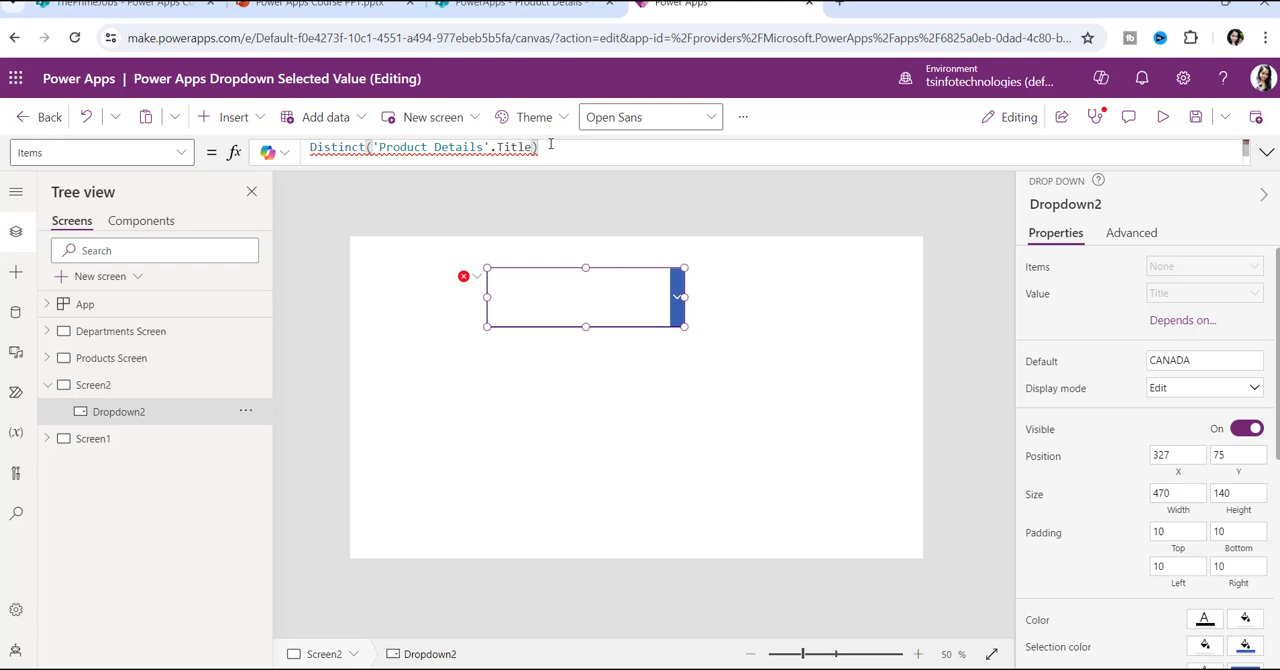 ThePrimeJobs - Power Apps C
Power Apps Course PPT.pptx
PowerApps - Product Details -
Power Apps
make.powerapps.com/e/Default-f0e4273f-10c1-4551-a494-977ebeb5b5fa/canvas/?action=edit&app-id=%2Fproviders%2FMicrosoft.PowerApps%2Fapps%2F6825a0eb-0dad-4c80-b...
Power Apps | Power Apps Dropdown Selected Value (Editing)
Environment
tsinfotechnologies (def...
Back
Insert
Add data
New screen
Theme
Open Sans
...
Editing
Items
= fx
Distinct('Product Details'.Title)
Tree view
Screens
Components
Search
New screen
App
Departments Screen
Products Screen
Screen2
Dropdown2
...
Screen1
DROP DOWN ?
Dropdown2
Properties
Advanced
Items
None
Value
Title
Depends on...
Default
CANADA
Display mode
Edit
Visible
On
Position
327
75
X
Y
Size
470
140
Width
Height
Padding
10
10
Top
Bottom
10
10
Left
Right
Color
A
Selection color
Screen2
Dropdown2
50 %